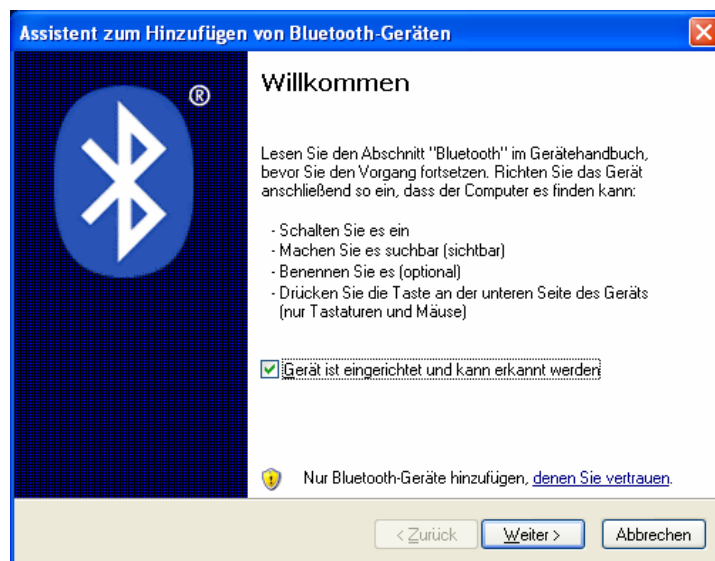 Assistent zum Hinzufügen von Bluetooth-Geräten
®
Willkommen
Lesen Sie den Abschnitt "Bluetooth" im Gerätehandbuch,
bevor Sie den Vorgang fortsetzen. Richten Sie das Gerät
anschließend so ein, dass der Computer es finden kann:
- Schalten Sie es ein
- Machen Sie es suchbar (sichtbar)
- Benennen Sie es (optional)
- Drücken Sie die Taste an der unteren Seite des Geräts
(nur Tastaturen und Mäuse)
Gerät ist eingerichtet und kann erkannt werden
Nur Bluetooth-Geräte hinzufügen, denen Sie vertrauen.
< Zurück Weiter > Abbrechen